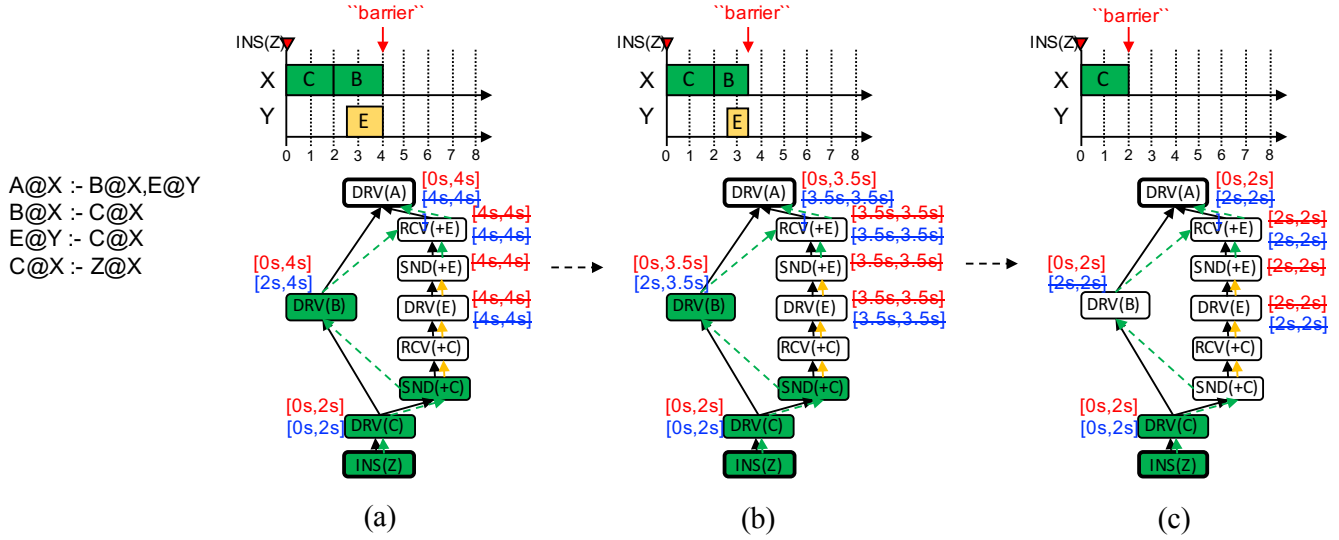 ``barrier''
INS(Z)
X
C
B
Y
E
0 1 2 3 4 5 6 7 8
``barrier''
INS(Z)
X
C
B
Y
E
0 1 2 3 4 5 6 7 8
``barrier''
INS(Z)
X
C
Y
0 1 2 3 4 5 6 7 8
A@X :- B@X,E@Y
B@X :- C@X
E@Y :- C@X
C@X :- Z@X
DRV(A)
[0s,4s]
[4s,4s]
RCV(+E)
[4s,4s]
[4s,4s]
SND(+E)
[4s,4s]
[0s,4s]
[2s,4s]
DRV(B)
DRV(E)
[4s,4s]
[4s,4s]
RCV(+C)
SND(+C)
[0s,2s]
[0s,2s]
DRV(C)
INS(Z)
(a)
DRV(A)
[0s,3.5s]
[3.5s,3.5s]
RCV(+E)
[3.5s,3.5s]
[3.5s,3.5s]
SND(+E)
[3.5s,3.5s]
[0s,3.5s]
[2s,3.5s]
DRV(B)
DRV(E)
[3.5s,3.5s]
[3.5s,3.5s]
RCV(+C)
SND(+C)
[0s,2s]
[0s,2s]
DRV(C)
INS(Z)
(b)
DRV(A)
[0s,2s]
[2s,2s]
RCV(+E)
[2s,2s]
[2s,2s]
SND(+E)
[2s,2s]
[0s,2s]
[2s,2s]
DRV(B)
DRV(E)
[2s,2s]
[2s,2s]
RCV(+C)
SND(+C)
[0s,2s]
[0s,2s]
DRV(C)
INS(Z)
(c)